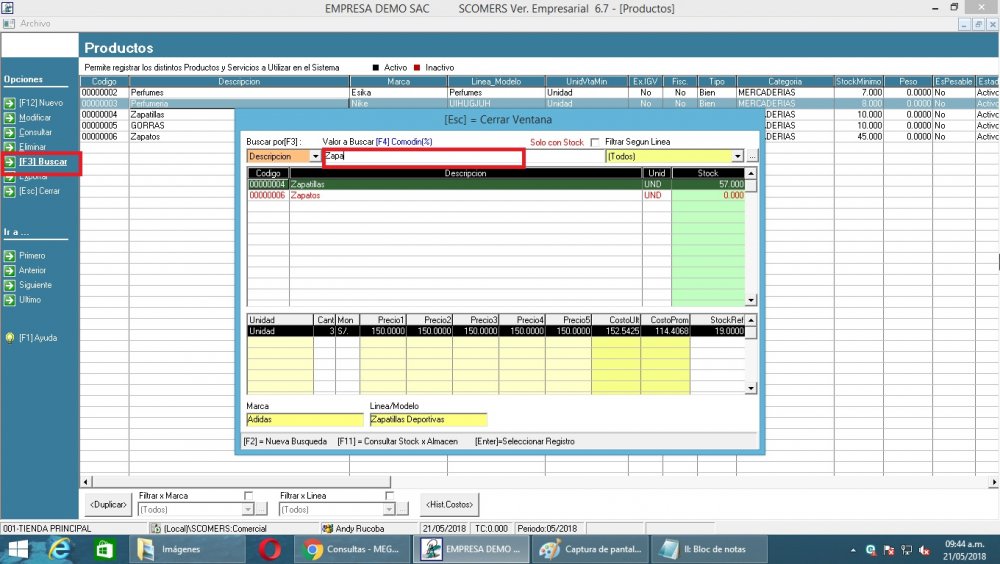 EMPRESA DEMO SAC SCOMERS Ver. Empresarial 6.7 - [Productos]
Archivo
Productos
Permite registrar los distintos Productos y Servicios a Utilizar en el Sistema Activo Inactivo
Opciones
[F12] Nuevo
Modificar
Consultar
Eliminar
[F3] Buscar
Exportar
[Esc] Cerrar
Ir a ...
Primero
Anterior
Siguiente
Ultimo
[F1] Ayuda
Codigo Descripcion Marca Linea_Modelo UnidVtaMin Ex.IGV Fisc. Tipo Categoria StockMinimo Peso EsPesable Estad
00000002 Perfumes Esika Perfumes Unidad No No Bien MERCADERIAS 7.000 0.0000 No Activo
00000003 Perfumeria Nike UIHUGJUH Unidad No No Bien MERCADERIAS 8.000 0.0000 No Activo
00000004 Zapatillas ERIAS 10.000 0.0000 No Activo
00000005 GORRAS ERIAS 10.000 0.0000 No Activo
00000006 Zapatos ERIAS 45.000 0.0000 No Activo
[Esc] = Cerrar Ventana
Buscar por[F3] : Valor a Buscar [F4] Comodin(%) Solo con Stock Filtrar Segun Linea
Descripcion Zapa (Todos) ...
Codigo Descripcion Unid Stock
00000004 Zapatillas UND 57.000
00000006 Zapatos UND 0.000
Unidad Cant Mon Precio1 Precio2 Precio3 Precio4 Precio5 CostoUlt CostoProm StockRef
Unidad 3 S/. 150.0000 150.0000 150.0000 150.0000 150.0000 152.5425 114.4068 19.0000
Marca Linea/Modelo
Adidas Zapatillas Deportivas
[F2] = Nueva Busqueda [F11] = Consultar Stock x Almacen [Enter]=Seleccionar Registro
<Duplicar> Filtrar x Marca Filtrar x Linea <Hist.Costos>
(Todos) ... (Todos) ...
001-TIENDA PRINCIPAL (Local)\SCOMERS:Comercial Andy Rucoba 21/05/2018 TC:0.000 Periodo:05/2018
Imágenes Consultas - MEG... EMPRESA DEMO ... Captura de pantal... II: Bloc de notas 09:44 a.m.
21/05/2018